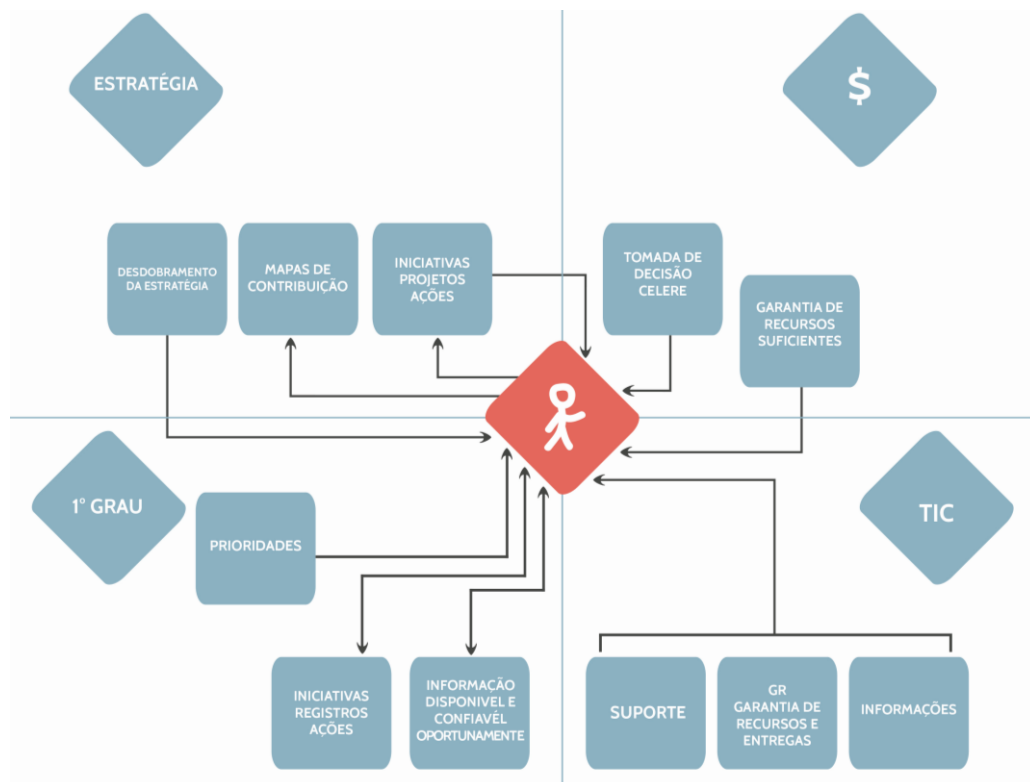 ESTRATÉGIA
$
DESDOBRAMENTO
DA ESTRATÉGIA
MAPAS DE
CONTRIBUIÇÃO
INICIATIVAS
PROJETOS
AÇÕES
TOMADA DE
DECISÃO
CELERE
GARANTIA DE
RECURSOS
SUFICIENTES
1º GRAU
PRIORIDADES
INICIATIVAS
REGISTROS
AÇÕES
INFORMAÇÃO
DISPONIVEL E
CONFIAVÉL
OPORTUNAMENTE
TIC
SUPORTE
GR
GARANTIA DE
RECURSOS E
ENTREGAS
INFORMAÇÕES